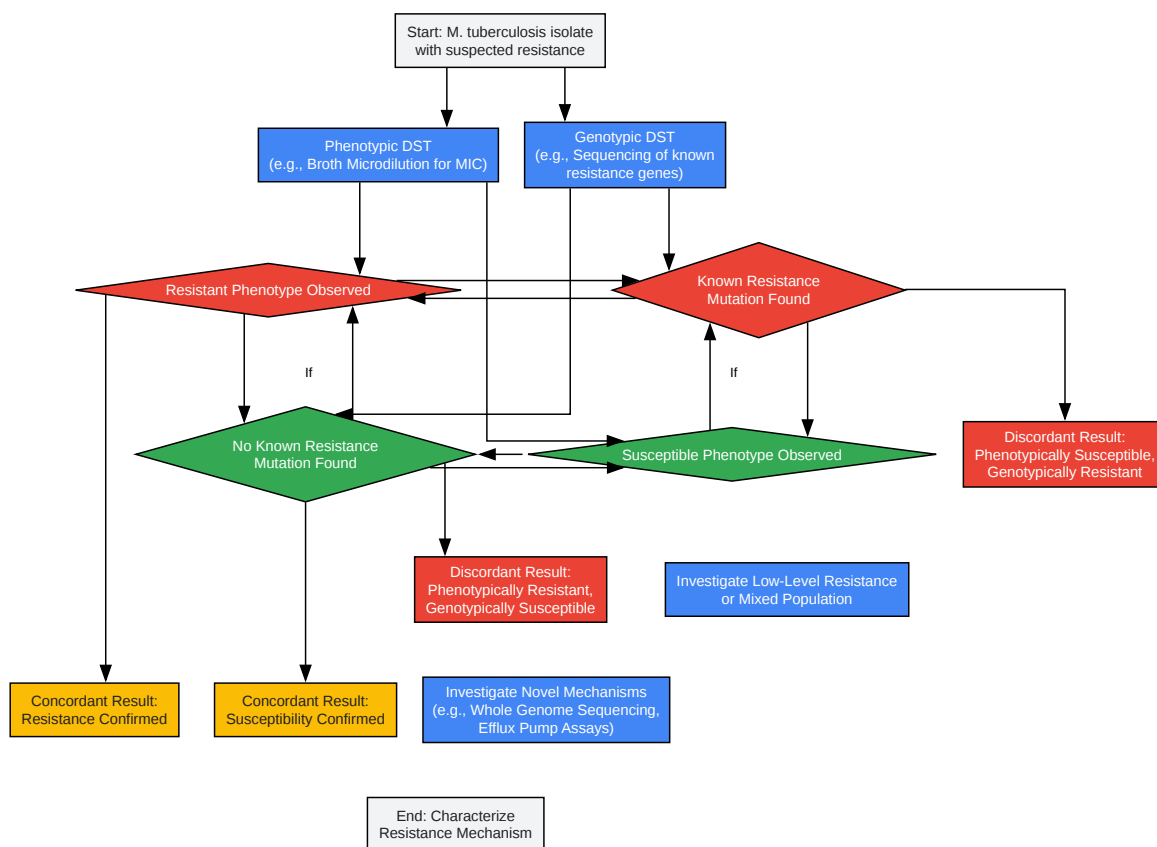 Start: M. tuberculosis isolate
with suspected resistance
Phenotypic DST
(e.g., Broth Microdilution for MIC)
Genotypic DST
(e.g., Sequencing of known
resistance genes)
Resistant Phenotype Observed
Known Resistance
Mutation Found
If
If
No Known Resistance
Mutation Found
Susceptible Phenotype Observed
Discordant Result:
Phenotypically Susceptible,
Genotypically Resistant
Discordant Result:
Phenotypically Resistant,
Genotypically Susceptible
Investigate Low-Level Resistance
or Mixed Population
Concordant Result:
Resistance Confirmed
Concordant Result:
Susceptibility Confirmed
Investigate Novel Mechanisms
(e.g., Whole Genome Sequencing,
Efflux Pump Assays)
End: Characterize
Resistance Mechanism